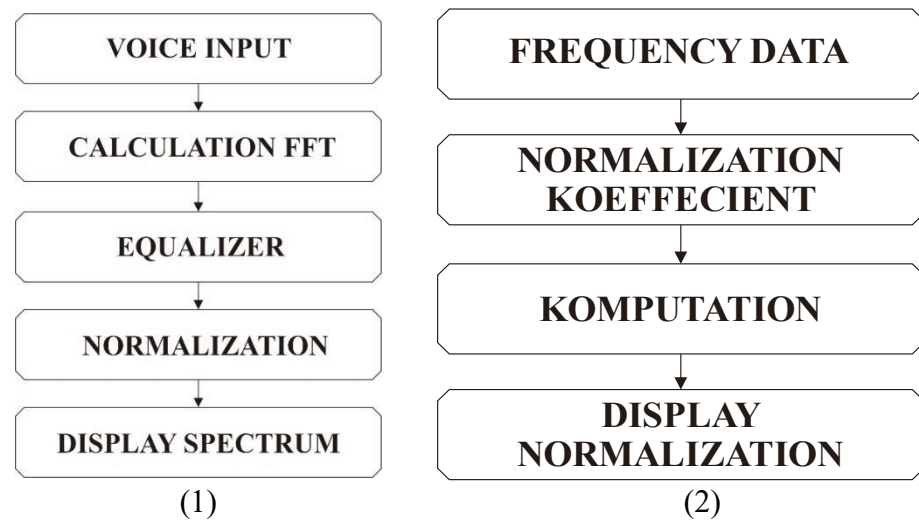 VOICE INPUT
CALCULATION FFT
EQUALIZER
NORMALIZATION
DISPLAY SPECTRUM
(1)
FREQUENCY DATA
NORMALIZATION
KOEFFECIENT
KOMPUTATION
DISPLAY
NORMALIZATION
(2)